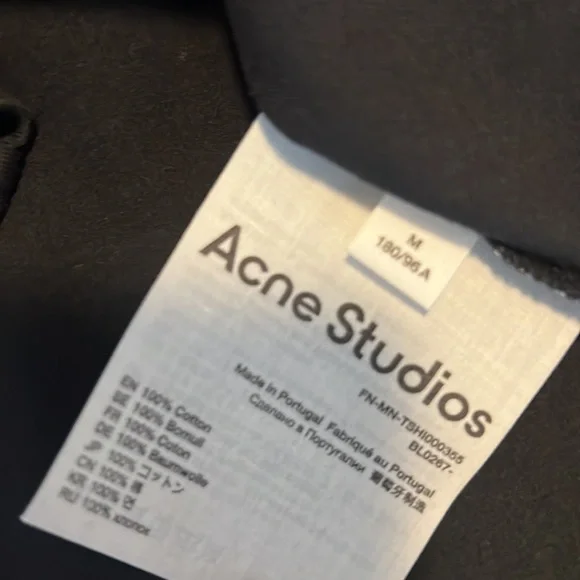 M
180/96A
Acne Studios
FN-MN-TSHI000355
BL0267-
Made in Portugal Fabriqué au Portugal
Сделано в Португалии 葡萄牙制造
EN 100% Cotton
SE 100% Bomull
FR 100% Coton
DE 100% Baumwolle
JP 100% コットン
CN 100% 棉
KR 100% 면
RU 100% хлопок